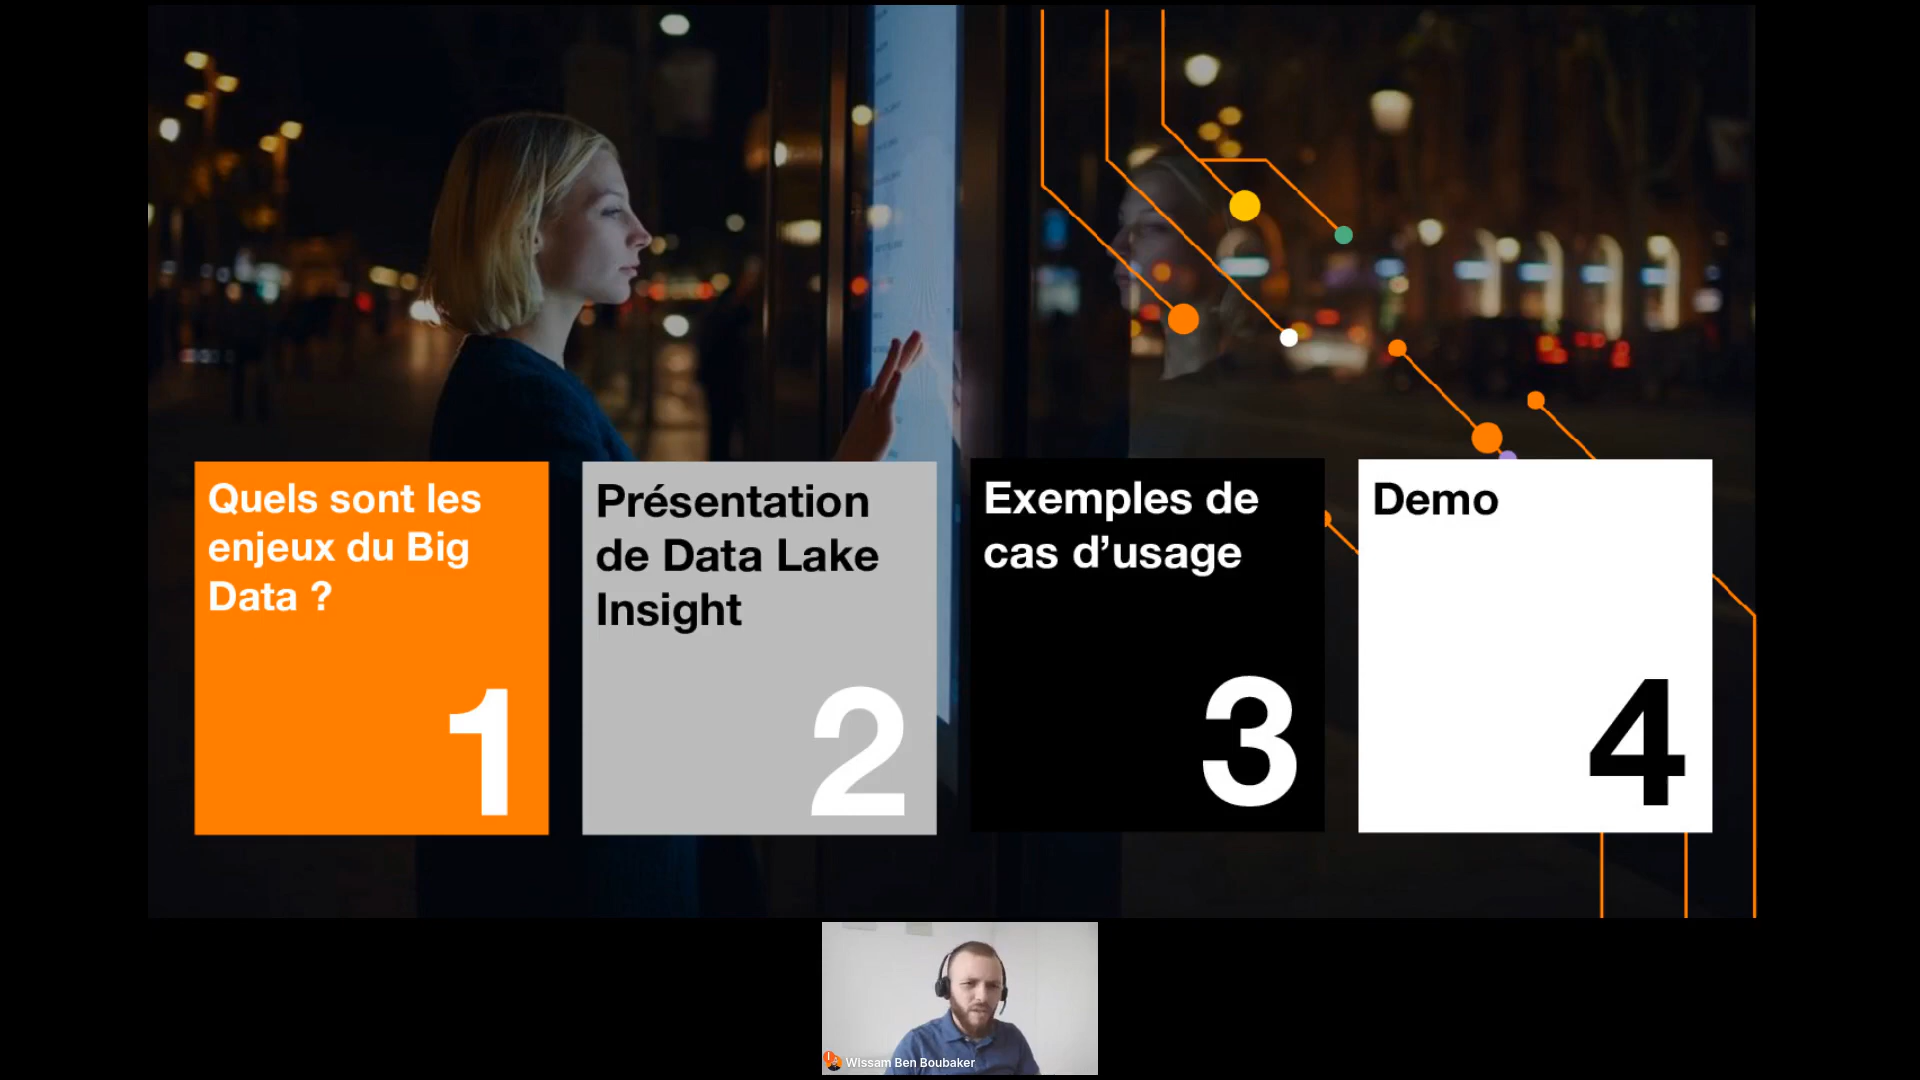 Quels sont les
enjeux du Big
Data ?
1
Présentation
de Data Lake
Insight
2
Exemples de
cas d’usage
3
Demo
4
Wissam Ben Boubaker